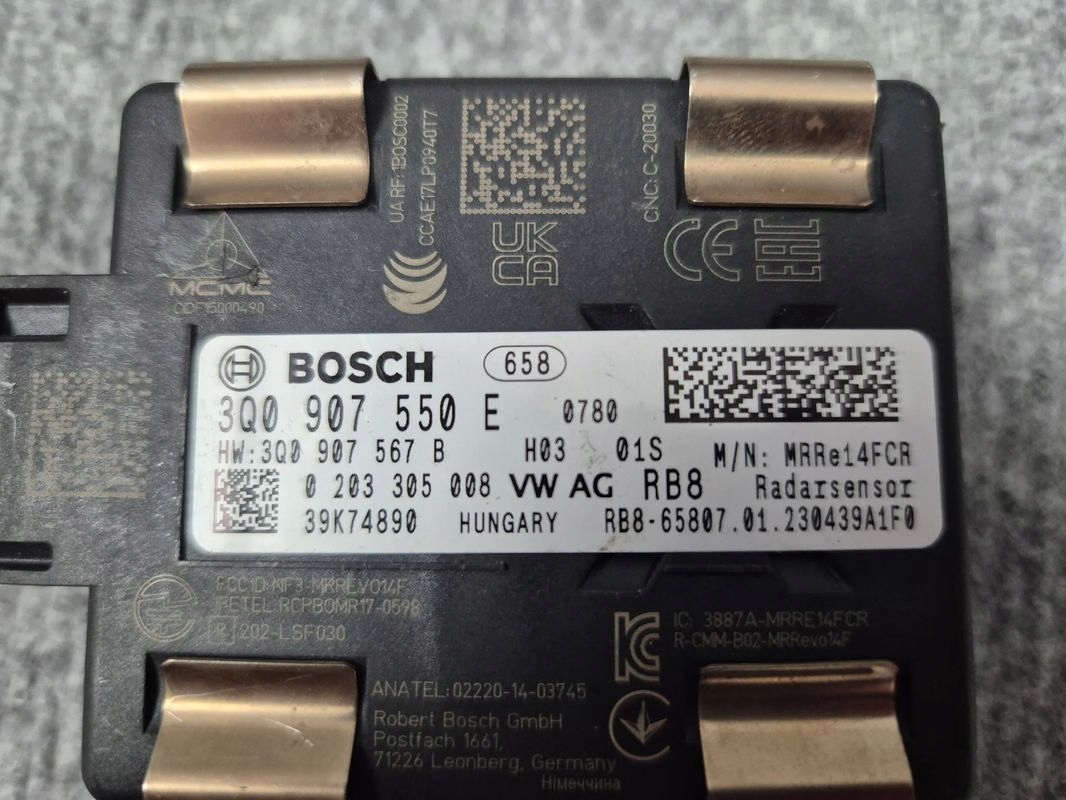 UA RF: 1BOSC0002
CCAE17LP0940T7
CNC: C-20030
UK
CA
CE
EAC
MCMC
CIDF15000490
BOSCH
658
3Q0 907 550 E
0780
HW:3Q0 907 567 B
H03
01S
M/N: MRRe14FCR
0 203 305 008
VW AG
RB8
Radarsensor
39K74890
HUNGARY
RB8-65807.01.230439A1F0
FCC ID: NF3-MRREVO14F
IFETEL: RCPBOMR17-0598
R 202-LSF030
IC: 3887A-MRRE14FCR
R-CMM-B02-MRRevo14F
ANATEL: 02220-14-03745
Robert Bosch GmbH
Postfach 1661,
71226 Leonberg, Germany
Німеччина